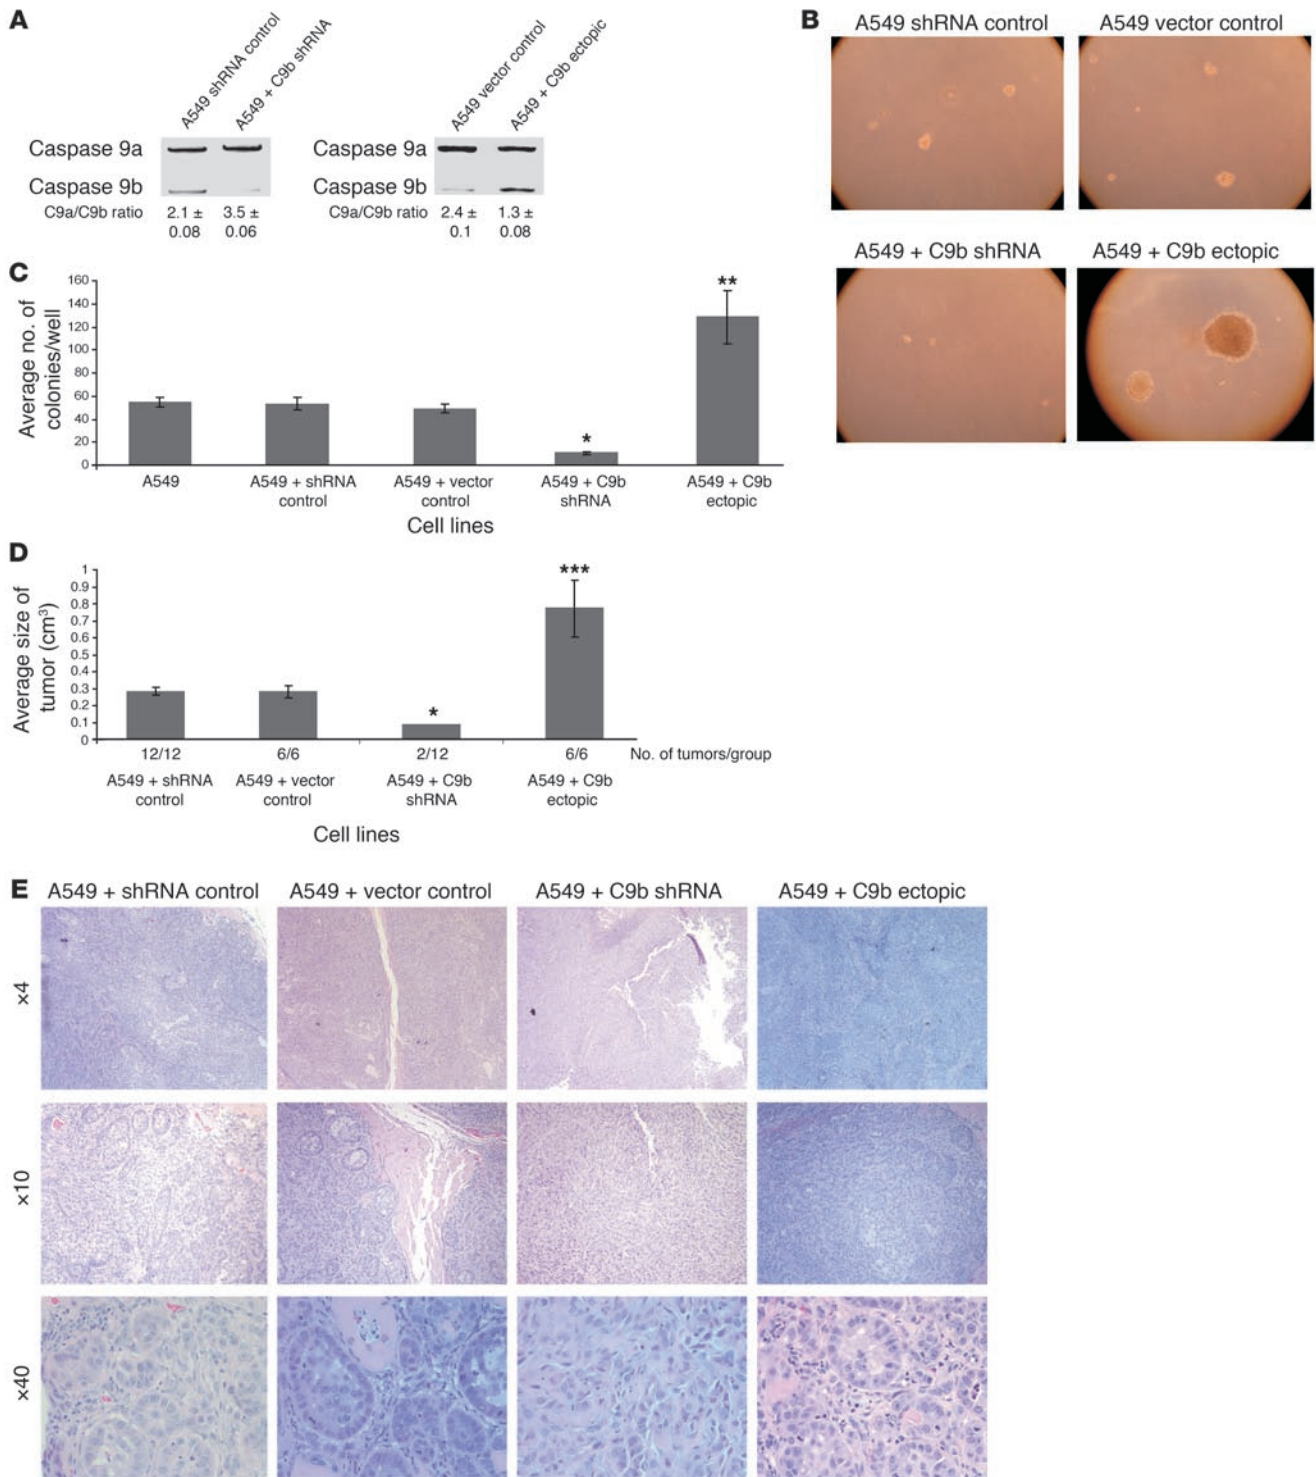 A
A549 shRNA control
A549 + C9b shRNA
Caspase 9a
Caspase 9b
C9a/C9b ratio
2.1 ±
0.08
3.5 ±
0.06
A549 vector control
A549 + C9b ectopic
Caspase 9a
Caspase 9b
C9a/C9b ratio
2.4 ±
0.1
1.3 ±
0.08
B
A549 shRNA control
A549 vector control
A549 + C9b shRNA
A549 + C9b ectopic
C
Average no. of
colonies/well
160
140
120
100
80
60
40
20
0
*
**
A549
A549 + shRNA
control
A549 + vector
control
A549 + C9b
shRNA
A549 + C9b
ectopic
Cell lines
D
Average size of
tumor (cm³)
1
0.9
0.8
0.7
0.6
0.5
0.4
0.3
0.2
0.1
0
*
***
12/12
6/6
2/12
6/6
No. of tumors/group
A549 + shRNA
control
A549 + vector
control
A549 + C9b
shRNA
A549 + C9b
ectopic
Cell lines
E
A549 + shRNA control
A549 + vector control
A549 + C9b shRNA
A549 + C9b ectopic
×4
×10
×40